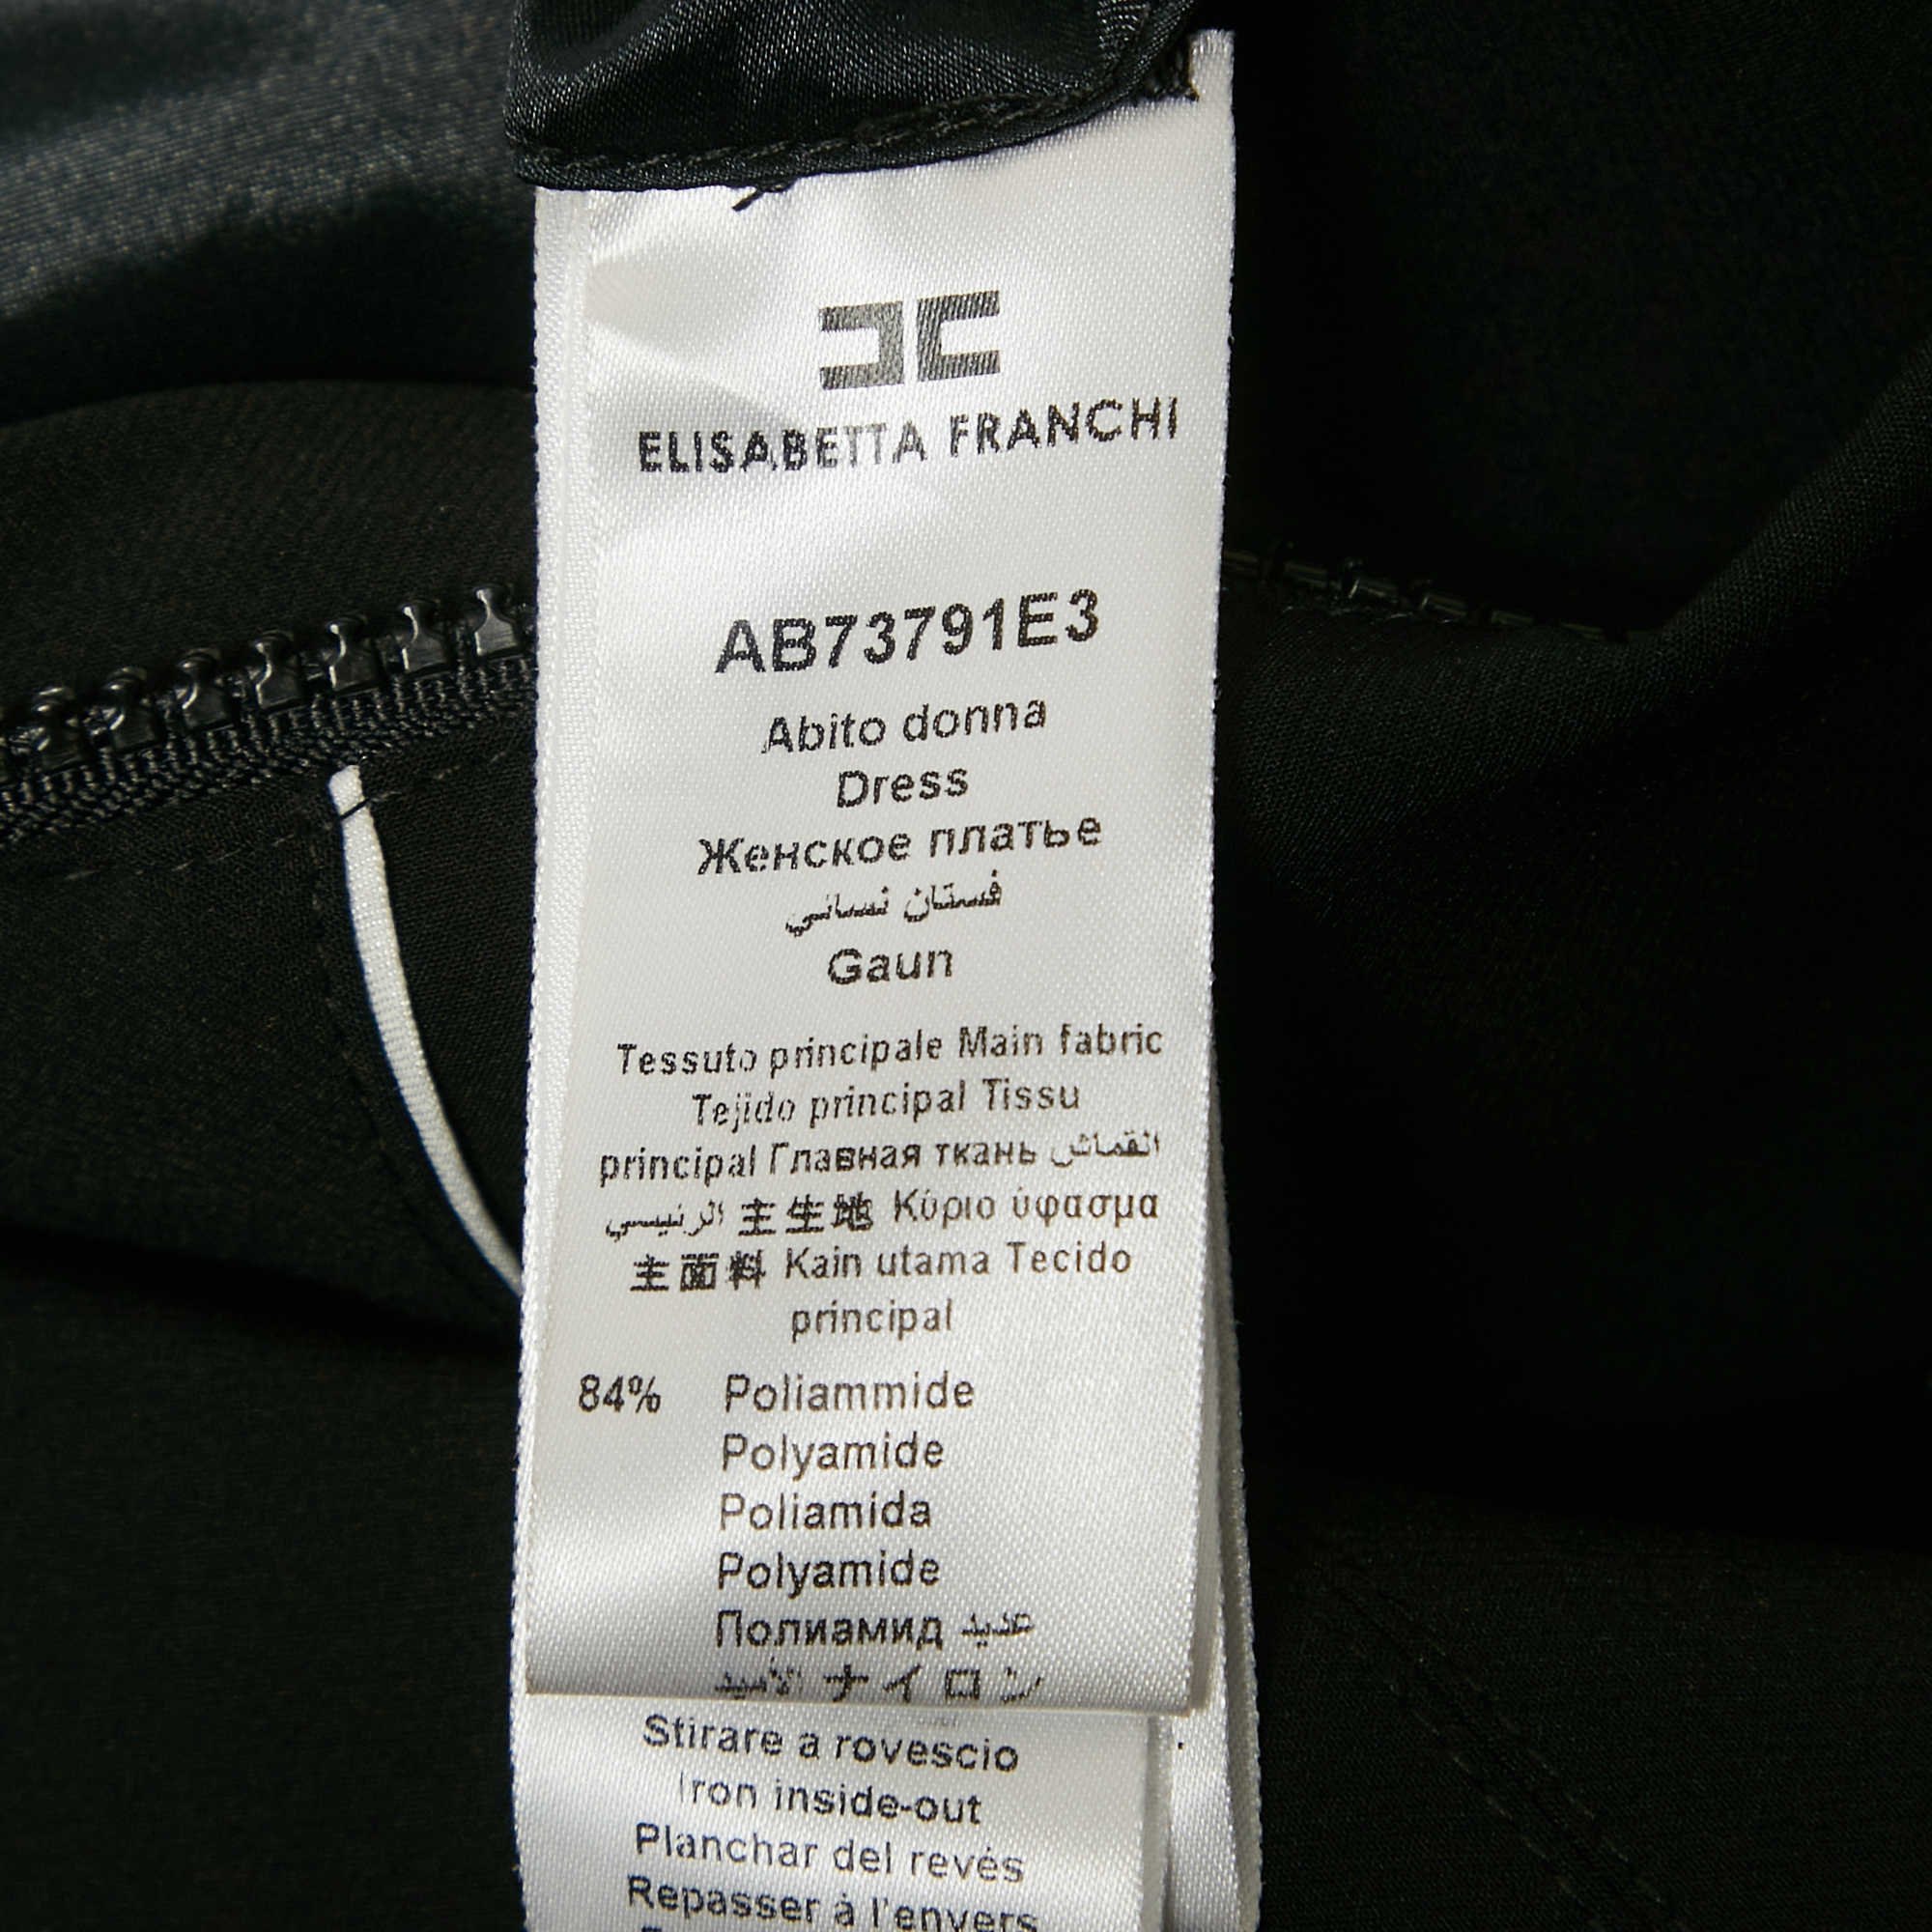 ELISABETTA FRANCHI
AB73791E3
Abito donna
Dress
Женское платье
فستان نسائي
Gaun
Tessuto principale Main fabric
Tejido principal Tissu
principal Главная ткань القماش
الرئيسي 主生地 Κύριο ύφασμα
主面料 Kain utama Tecido
principal
84% Poliammide
Polyamide
Poliamida
Polyamide
Полиамид عديد
الأميد ナイロン
Stirare a rovescio
Iron inside-out
Planchar del revés
Repasser à l'envers